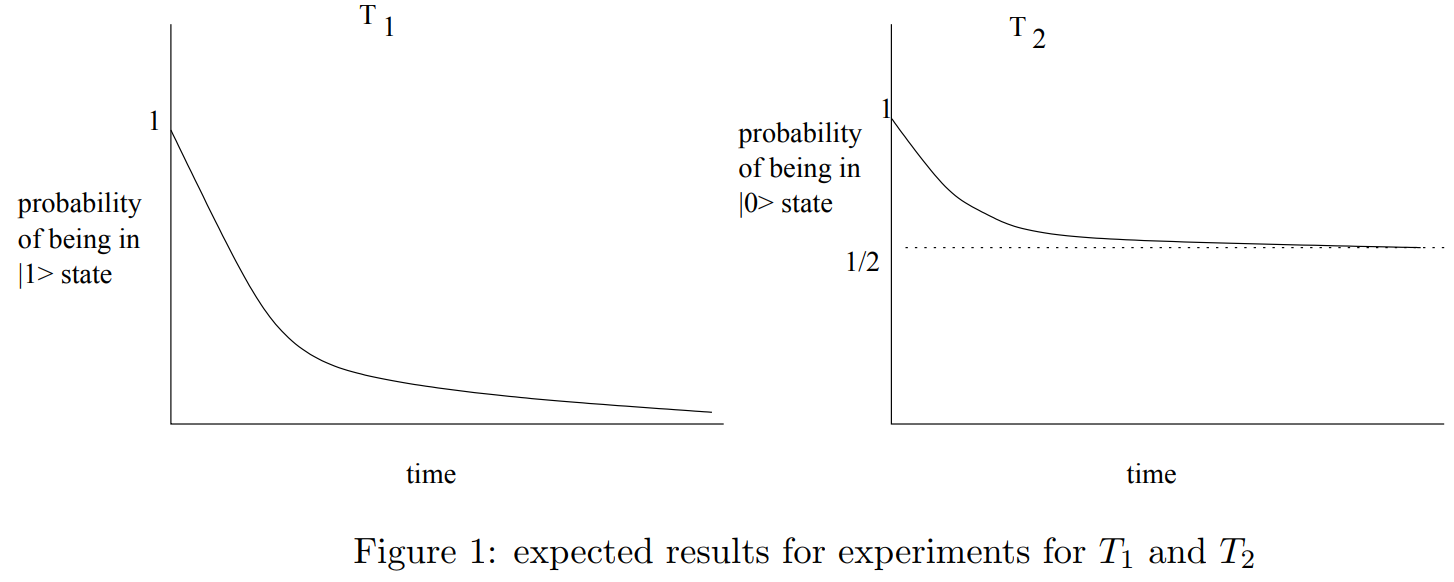 T 1
1
probability
of being in
|1> state
time
T 2
1
probability
of being in
|0> state
1/2
time
Figure 1: expected results for experiments for T1 and T2